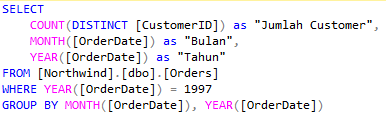 SELECT
COUNT(DISTINCT [CustomerID]) as "Jumlah Customer",
MONTH([OrderDate]) as "Bulan",
YEAR([OrderDate]) as "Tahun"
FROM [Northwind].[dbo].[Orders]
WHERE YEAR([OrderDate]) = 1997
GROUP BY MONTH([OrderDate]), YEAR([OrderDate])